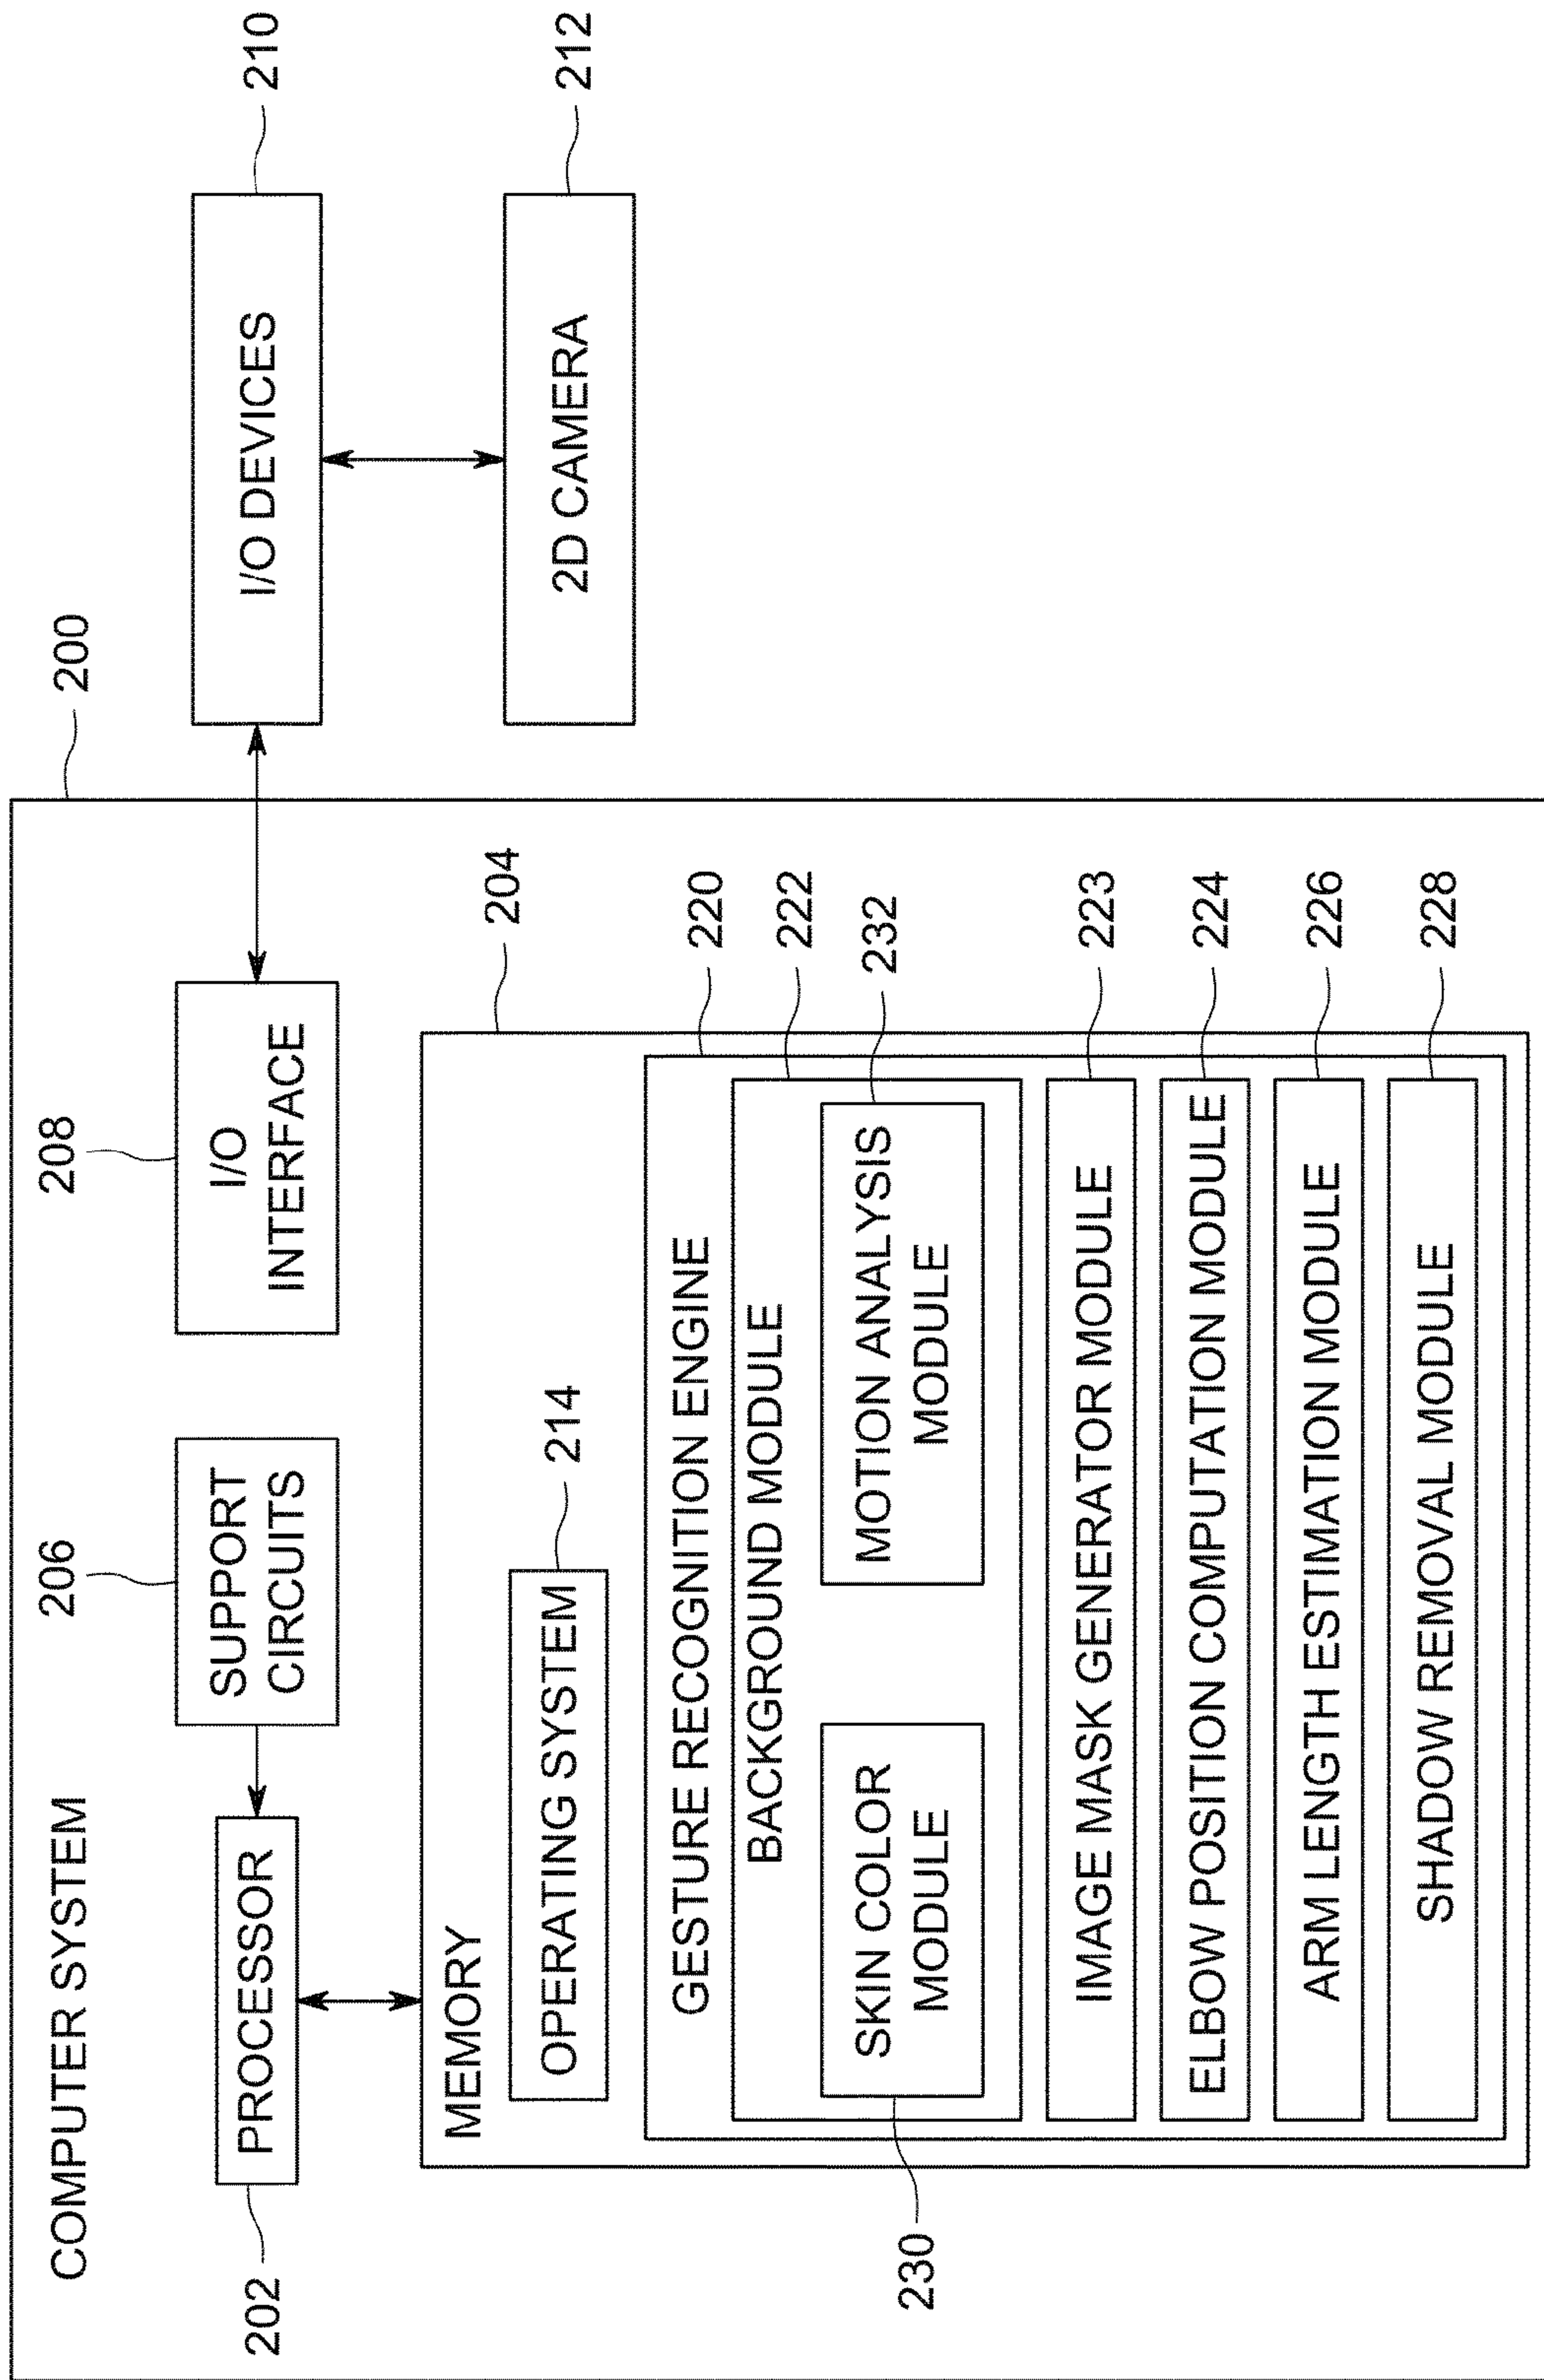 COMPUTER SYSTEM
200
206
208
202
PROCESSOR
SUPPORT
CIRCUITS
I/O
INTERFACE
I/O DEVICES
210
2D CAMERA
212
MEMORY
204
OPERATING SYSTEM
214
GESTURE RECOGNITION ENGINE
220
BACKGROUND MODULE
222
SKIN COLOR
MODULE
230
MOTION ANALYSIS
MODULE
232
IMAGE MASK GENERATOR MODULE
223
ELBOW POSITION COMPUTATION MODULE
224
ARM LENGTH ESTIMATION MODULE
226
SHADOW REMOVAL MODULE
228